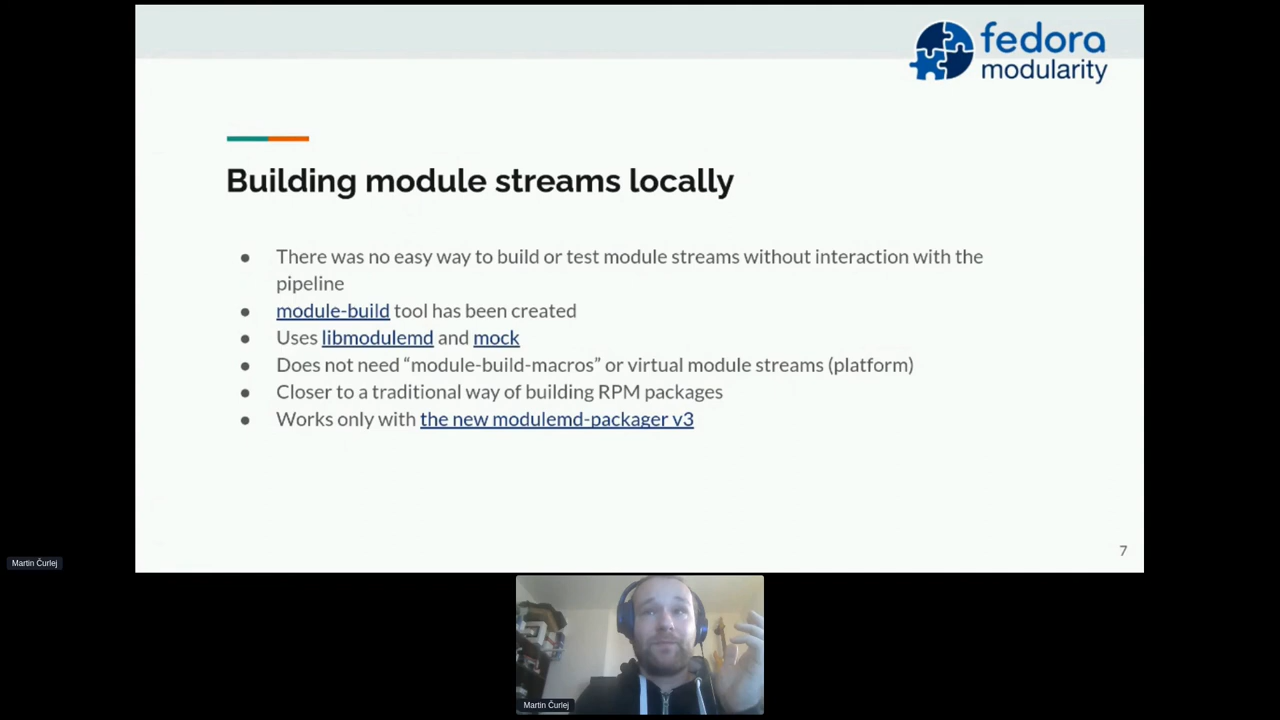 fedora
modularity
Building module streams locally
● There was no easy way to build or test module streams without interaction with the
pipeline
● module-build tool has been created
● Uses libmodulemd and mock
● Does not need “module-build-macros” or virtual module streams (platform)
● Closer to a traditional way of building RPM packages
● Works only with the new modulemd-packager v3
7
Martin Čurlej
Martin Čurlej